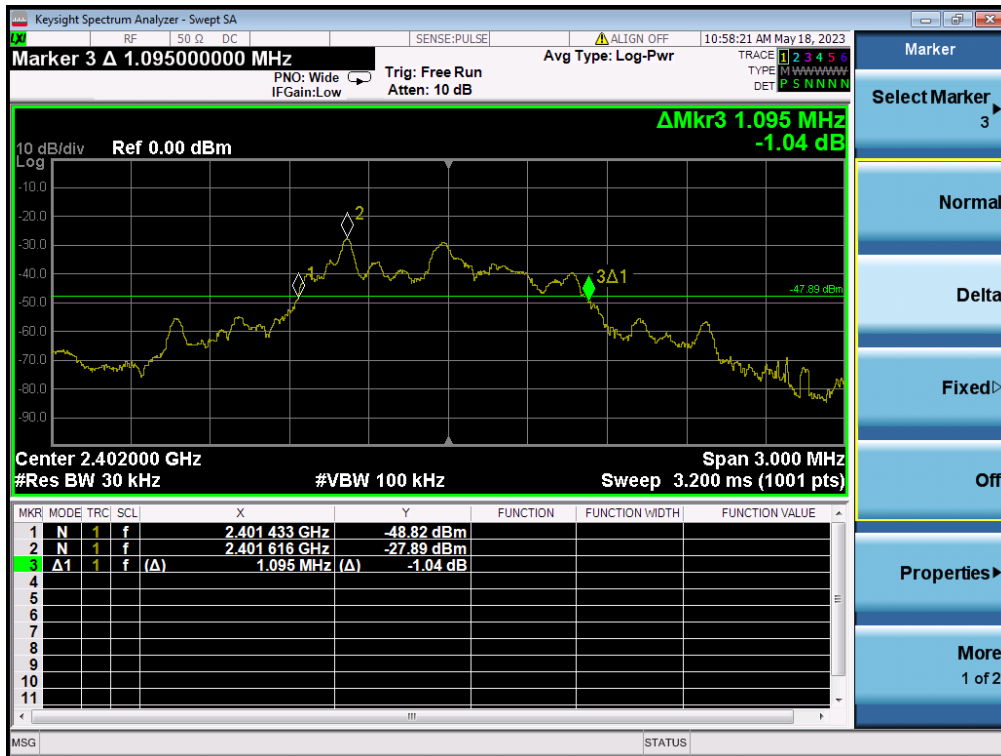 Keysight Spectrum Analyzer - Swept SA
LXI RF 50 Ω DC SENSE:PULSE ALIGN OFF 10:58:21 AM May 18, 2023
Marker 3 Δ 1.095000000 MHz
PNO: Wide
IFGain:Low
Trig: Free Run
Atten: 10 dB
Avg Type: Log-Pwr
TRACE 1 2 3 4 5 6
TYPE M W W W W W
DET P S N N N N
ΔMkr3 1.095 MHz
-1.04 dB
10 dB/div Ref 0.00 dBm
Log
-10.0
-20.0
-30.0
-40.0
-50.0
-60.0
-70.0
-80.0
-90.0
1
2
3Δ1
-47.89 dBm
Center 2.402000 GHz Span 3.000 MHz
#Res BW 30 kHz #VBW 100 kHz Sweep 3.200 ms (1001 pts)
MKR MODE TRC SCL X Y FUNCTION FUNCTION WIDTH FUNCTION VALUE
1 N 1 f 2.401 433 GHz -48.82 dBm
2 N 1 f 2.401 616 GHz -27.89 dBm
3 Δ1 1 f (Δ) 1.095 MHz (Δ) -1.04 dB
4
5
6
7
8
9
10
11
MSG STATUS
Marker
Select Marker
3
Normal
Delta
Fixed
Off
Properties
More
1 of 2